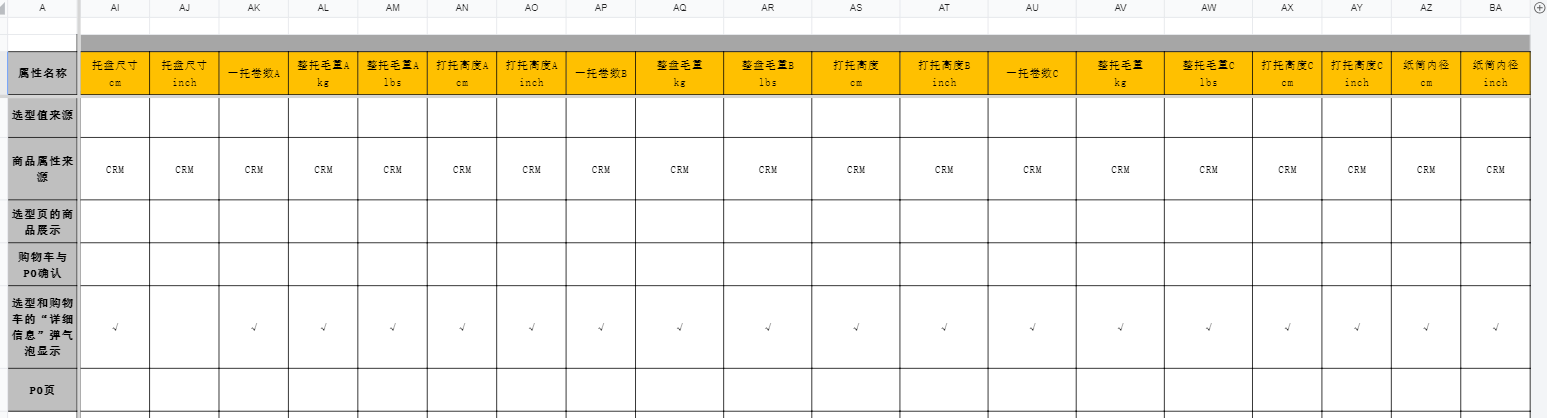 A AI AJ AK AL AM AN AO AP AQ AR AS AT AU AV AW AX AY AZ BA
属性名称 托盘尺寸 托盘尺寸 一托卷数A 整托毛重A 整托毛重A 打托高度A 打托高度A 一托卷数B 整盘毛重 整盘毛重B 打托高度 打托高度B 一托卷数C 整托毛重 整托毛重C 打托高度C 打托高度C 纸筒内径 纸筒内径
cm inch kg lbs cm inch kg lbs cm inch kg lbs cm inch cm inch
选型值来源
商品属性来
源
CRM CRM CRM CRM CRM CRM CRM CRM CRM CRM CRM CRM CRM CRM CRM CRM CRM CRM CRM
选型页的商
品展示
购物车与
PO确认
选型和购物
车的“详细
信息”弹气
泡显示
√ √ √ √ √ √ √ √ √ √ √ √ √ √ √ √ √ √
PO页